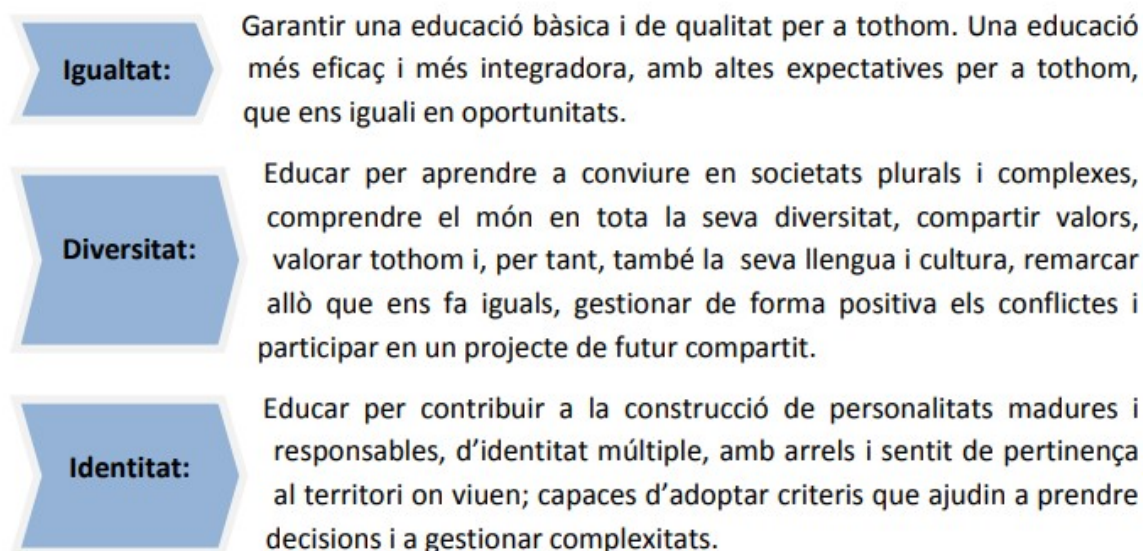 Igualtat:
Garantir una educació bàsica i de qualitat per a tothom. Una educació
més eficaç i més integradora, amb altes expectatives per a tothom,
que ens iguali en oportunitats.
Diversitat:
Educar per aprendre a conviure en societats plurals i complexes,
comprendre el món en tota la seva diversitat, compartir valors,
valorar tothom i, per tant, també la seva llengua i cultura, remarcar
allò que ens fa iguals, gestionar de forma positiva els conflictes i
participar en un projecte de futur compartit.
Identitat:
Educar per contribuir a la construcció de personalitats madures i
responsables, d’identitat múltiple, amb arrels i sentit de pertinença
al territori on viuen; capaces d’adoptar criteris que ajudin a prendre
decisions i a gestionar complexitats.